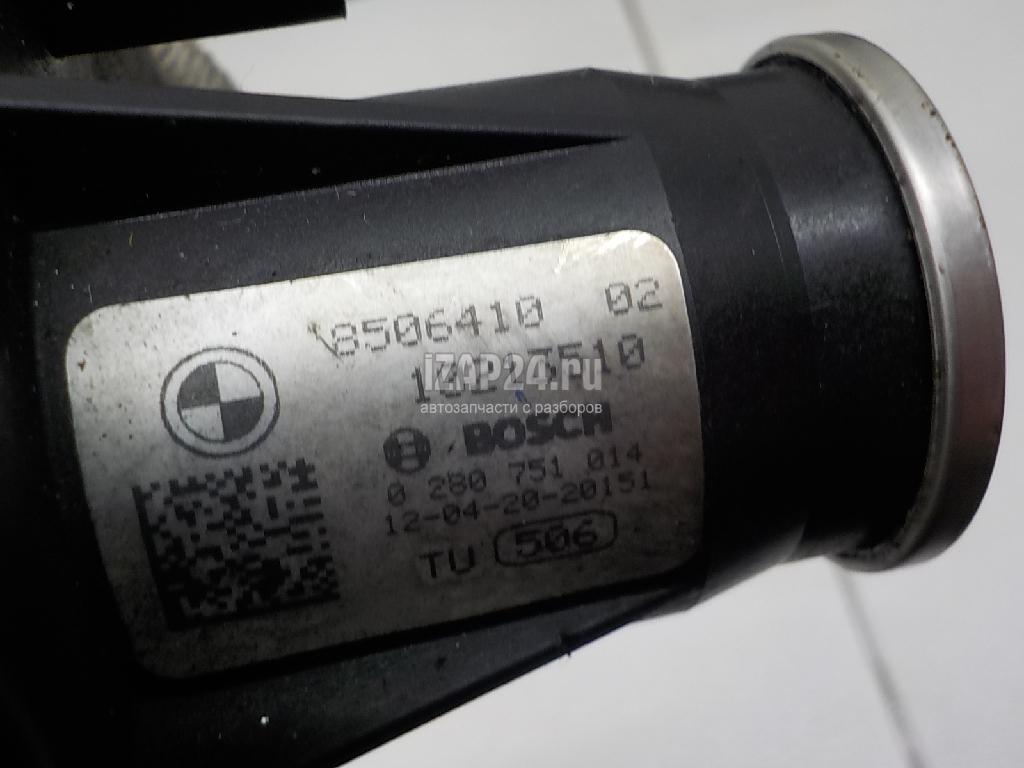 8506410 02
iZAP24.ru
автозапчасти с разборов
BOSCH
0 280 751 014
12-04-20-20151
TU 506